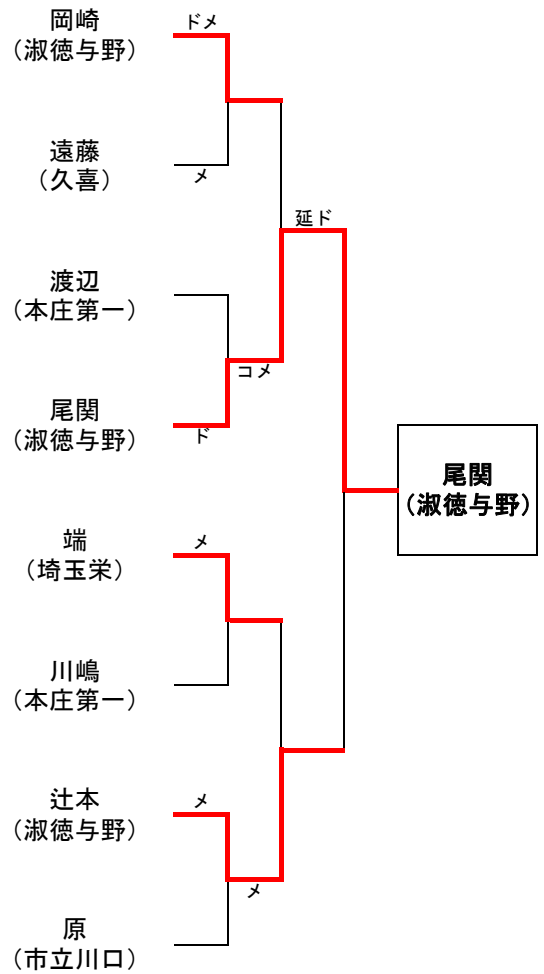 岡崎
（淑徳与野）
ドメ
遠藤
（久喜）
メ
延ド
渡辺
（本庄第一）
コメ
尾関
（淑徳与野）
ド
尾関
（淑徳与野）
端
（埼玉栄）
メ
川嶋
（本庄第一）
辻本
（淑徳与野）
メ
メ
原
（市立川口）